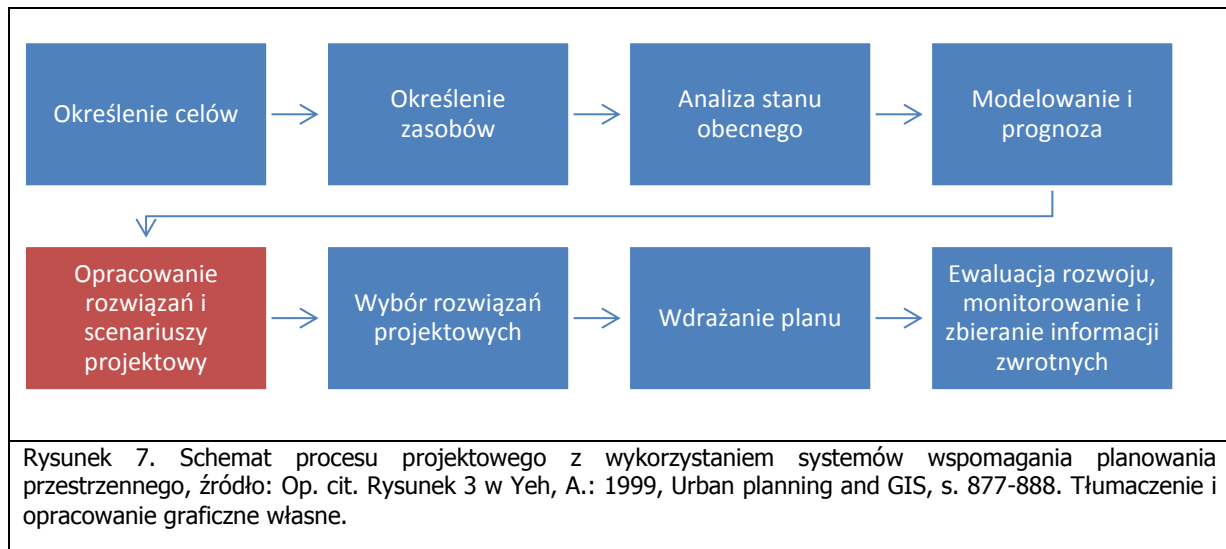 Określenie celów
Określenie
zasobów
Analiza stanu
obecnego
Modelowanie i
prognoza
Opracowanie
rozwiązań i
scenariuszy
projektowy
Wybór rozwiązań
projektowych
Wdrażanie planu
Ewaluacja rozwoju,
monitorowanie i
zbieranie informacji
zwrotnych
Rysunek 7. Schemat procesu projektowego z wykorzystaniem systemów wspomagania planowania
przestrzennego, źródło: Op. cit. Rysunek 3 w Yeh, A.: 1999, Urban planning and GIS, s. 877-888. Tłumaczenie i
opracowanie graficzne własne.